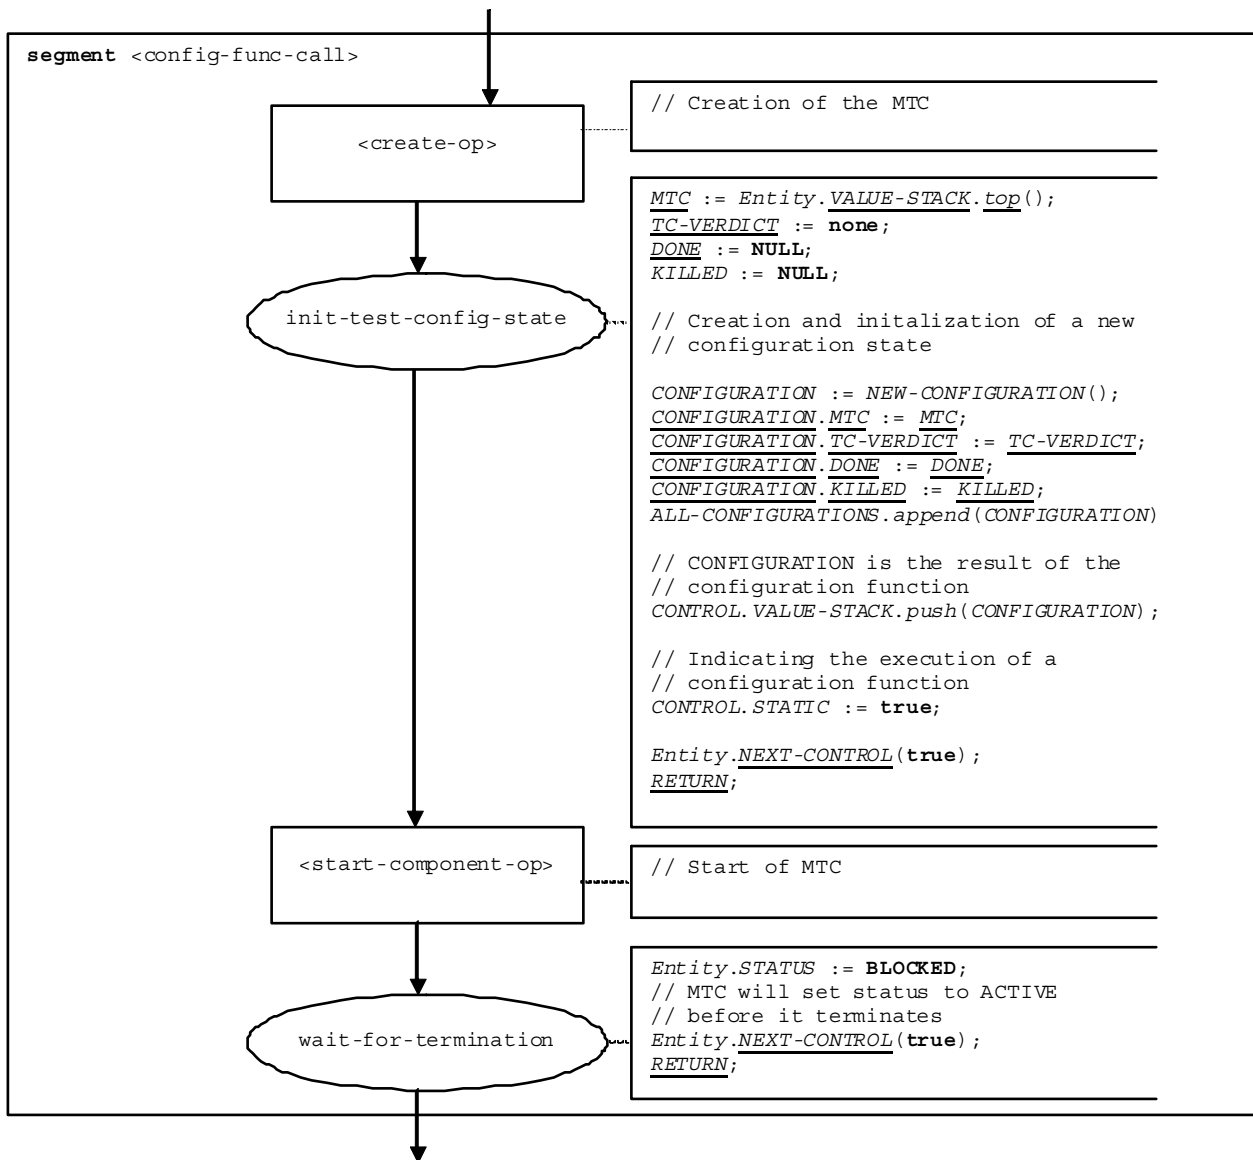 segment <config-func-call>
<create-op>
// Creation of the MTC
init-test-config-state
MTC := Entity.VALUE-STACK.top();
TC-VERDICT := none;
DONE := NULL;
KILLED := NULL;
// Creation and initalization of a new
// configuration state
CONFIGURATION := NEW-CONFIGURATION();
CONFIGURATION.MTC := MTC;
CONFIGURATION.TC-VERDICT := TC-VERDICT;
CONFIGURATION.DONE := DONE;
CONFIGURATION.KILLED := KILLED;
ALL-CONFIGURATIONS.append(CONFIGURATION)
// CONFIGURATION is the result of the
// configuration function
CONTROL.VALUE-STACK.push(CONFIGURATION);
// Indicating the execution of a
// configuration function
CONTROL.STATIC := true;
Entity.NEXT-CONTROL(true);
RETURN;
<start-component-op>
// Start of MTC
wait-for-termination
Entity.STATUS := BLOCKED;
// MTC will set status to ACTIVE
// before it terminates
Entity.NEXT-CONTROL(true);
RETURN;